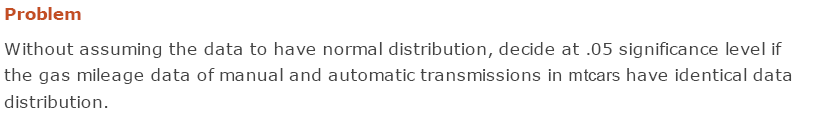 Problem
Without assuming the data to have normal distribution, decide at .05 significance level if
the gas mileage data of manual and automatic transmissions in mtcars have identical data
distribution.